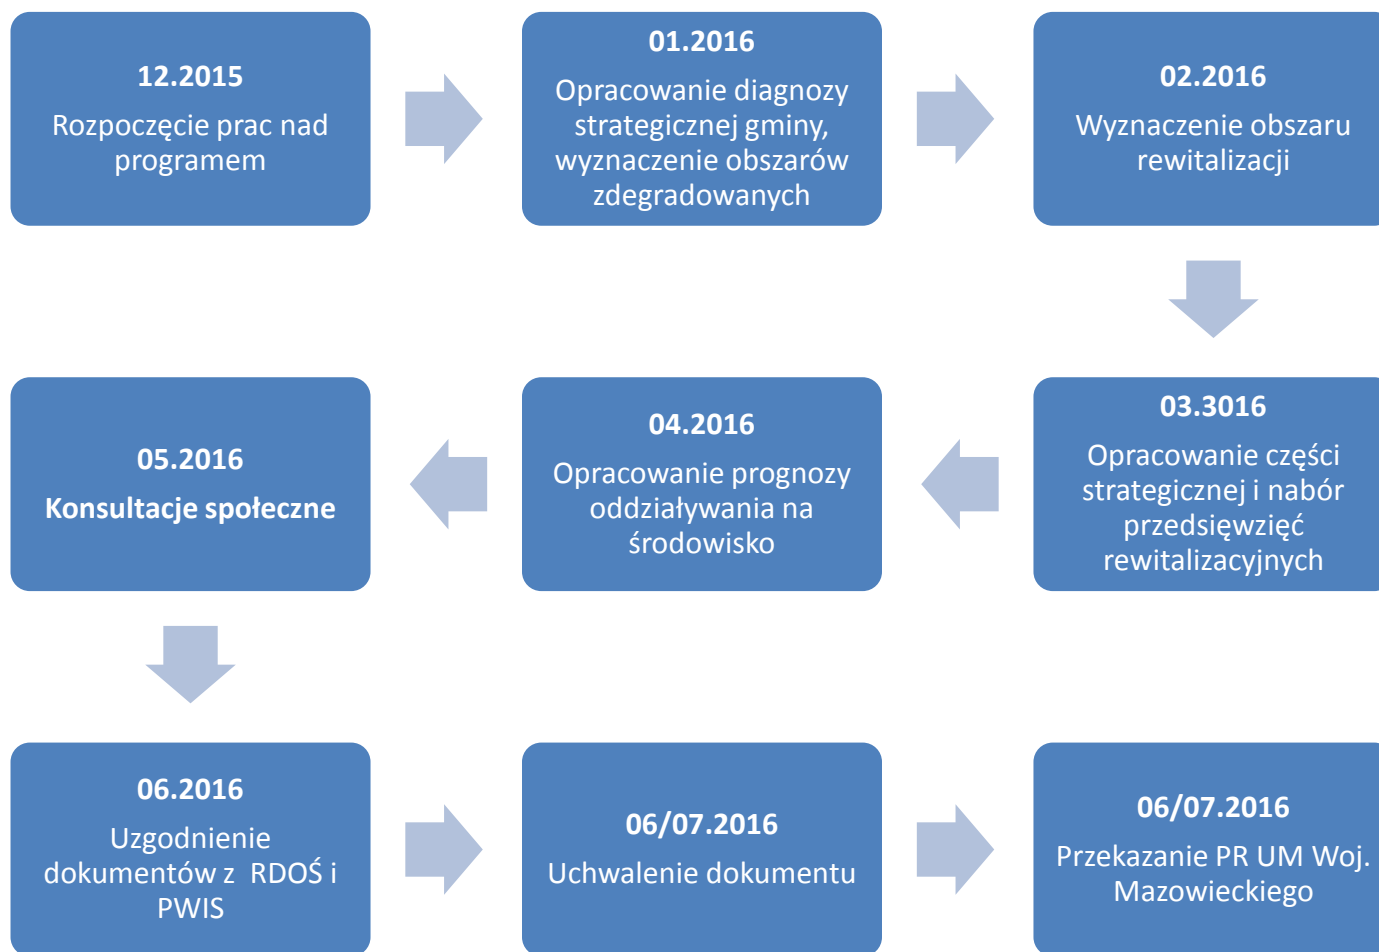 12.2015
Rozpoczęcie prac nad
programem
01.2016
Opracowanie diagnozy
strategicznej gminy,
wyznaczenie obszarów
zdegradowanych
02.2016
Wyznaczenie obszaru
rewitalizacji
03.3016
Opracowanie części
strategicznej i nabór
przedsięwzięć
rewitalizacyjnych
04.2016
Opracowanie prognozy
oddziaływania na
środowisko
05.2016
Konsultacje społeczne
06.2016
Uzgodnienie
dokumentów z  RDOŚ i
PWIS
06/07.2016
Uchwalenie dokumentu
06/07.2016
Przekazanie PR UM Woj.
Mazowieckiego